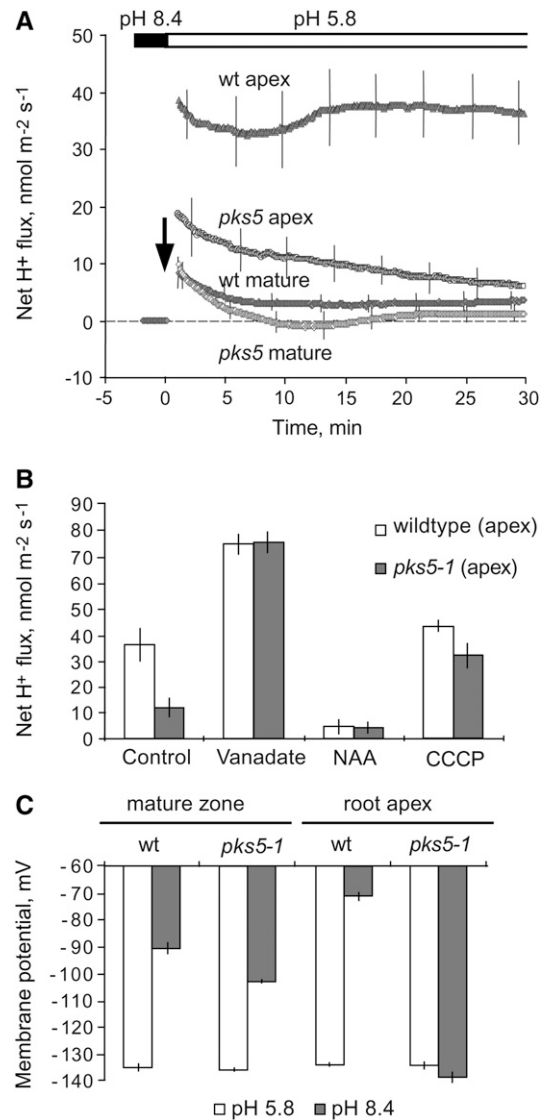 A
pH 8.4 pH 5.8
Net H+ flux, nmol m-2 s-1
50
40
30
20
10
0
-10
wt apex
pks5 apex
wt mature
pks5 mature
-5 0 5 10 15 20 25 30
Time, min
B
Net H+ flux, nmol m-2 s-1
90
80
70
60
50
40
30
20
10
0
wildtype (apex)
pks5-1 (apex)
Control Vanadate NAA CCCP
C
mature zone root apex
wt pks5-1 wt pks5-1
Membrane potential, mV
-60
-70
-80
-90
-100
-110
-120
-130
-140
pH 5.8 pH 8.4